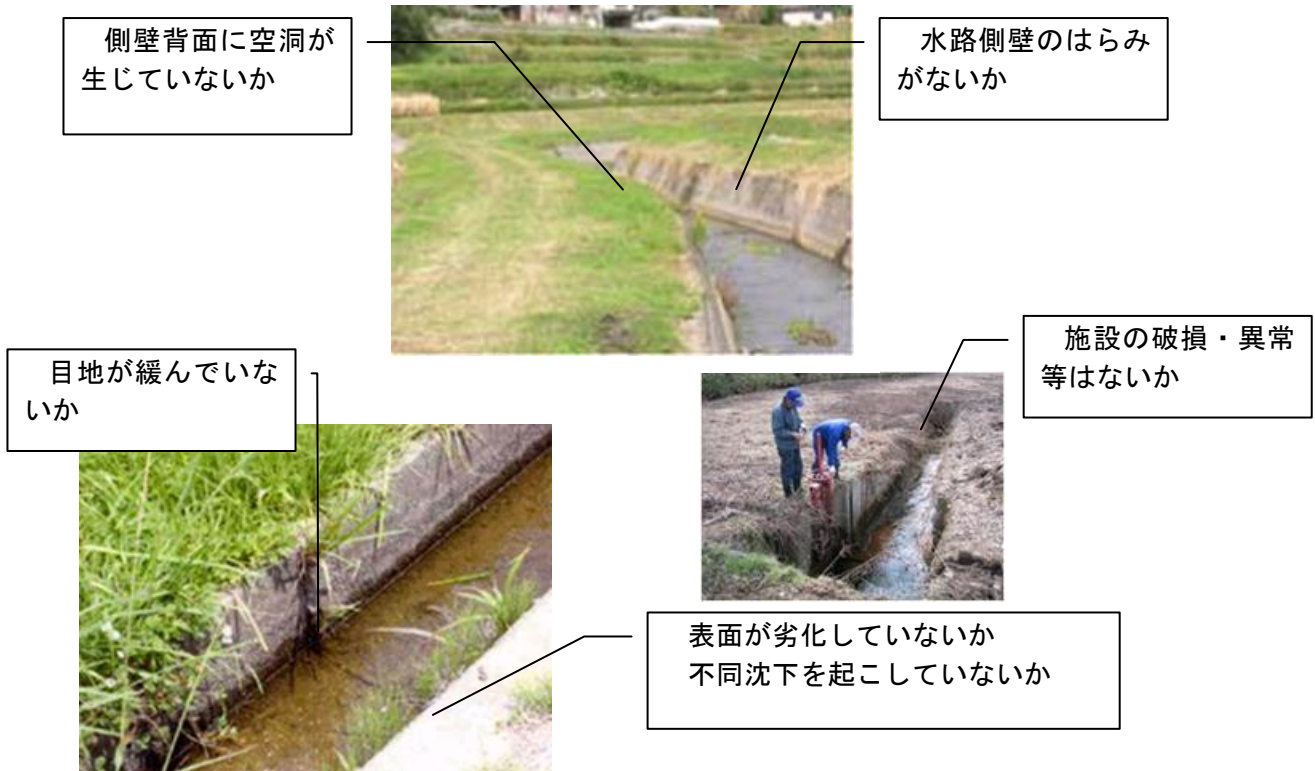 側壁背面に空洞が
生じていないか
水路側壁のはらみ
がないか
目地が緩んでいな
いか
施設の破損・異常
等はないか
表面が劣化していないか
不同沈下を起こしていないか